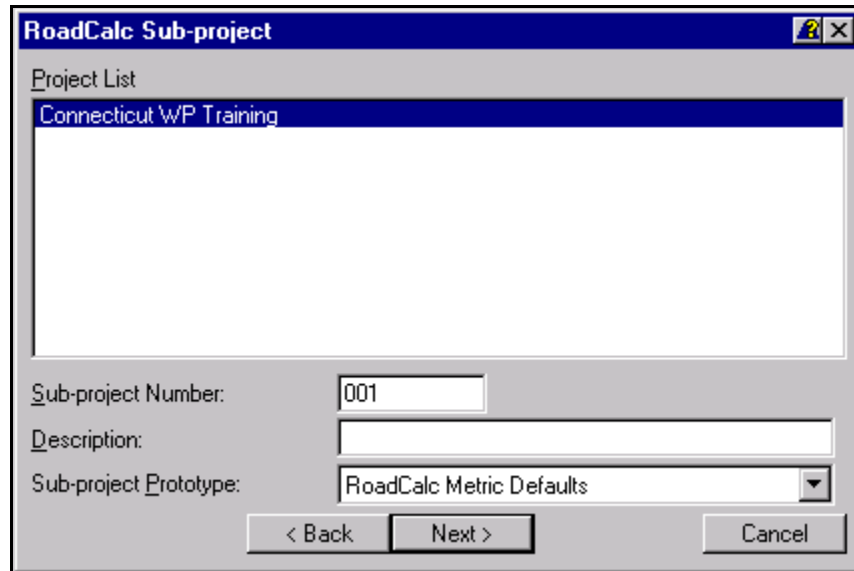 RoadCalc Sub-project
Project List
Connecticut WP Training
Sub-project Number: 001
Description:
Sub-project Prototype: RoadCalc Metric Defaults
< Back Next > Cancel